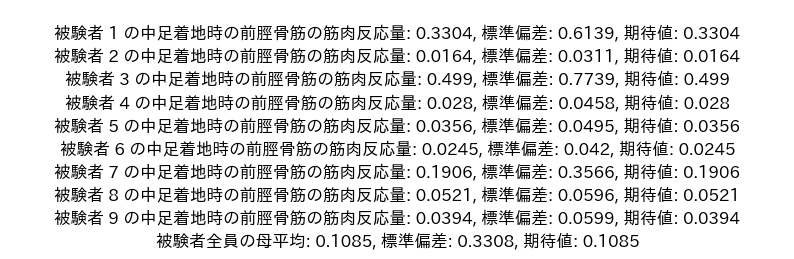 被験者 1 の中足着地時の前脛骨筋の筋肉反応量: 0.3304, 標準偏差: 0.6139, 期待値: 0.3304
被験者 2 の中足着地時の前脛骨筋の筋肉反応量: 0.0164, 標準偏差: 0.0311, 期待値: 0.0164
被験者 3 の中足着地時の前脛骨筋の筋肉反応量: 0.499, 標準偏差: 0.7739, 期待値: 0.499
被験者 4 の中足着地時の前脛骨筋の筋肉反応量: 0.028, 標準偏差: 0.0458, 期待値: 0.028
被験者 5 の中足着地時の前脛骨筋の筋肉反応量: 0.0356, 標準偏差: 0.0495, 期待値: 0.0356
被験者 6 の中足着地時の前脛骨筋の筋肉反応量: 0.0245, 標準偏差: 0.042, 期待値: 0.0245
被験者 7 の中足着地時の前脛骨筋の筋肉反応量: 0.1906, 標準偏差: 0.3566, 期待値: 0.1906
被験者 8 の中足着地時の前脛骨筋の筋肉反応量: 0.0521, 標準偏差: 0.0596, 期待値: 0.0521
被験者 9 の中足着地時の前脛骨筋の筋肉反応量: 0.0394, 標準偏差: 0.0599, 期待値: 0.0394
被験者全員の母平均: 0.1085, 標準偏差: 0.3308, 期待値: 0.1085